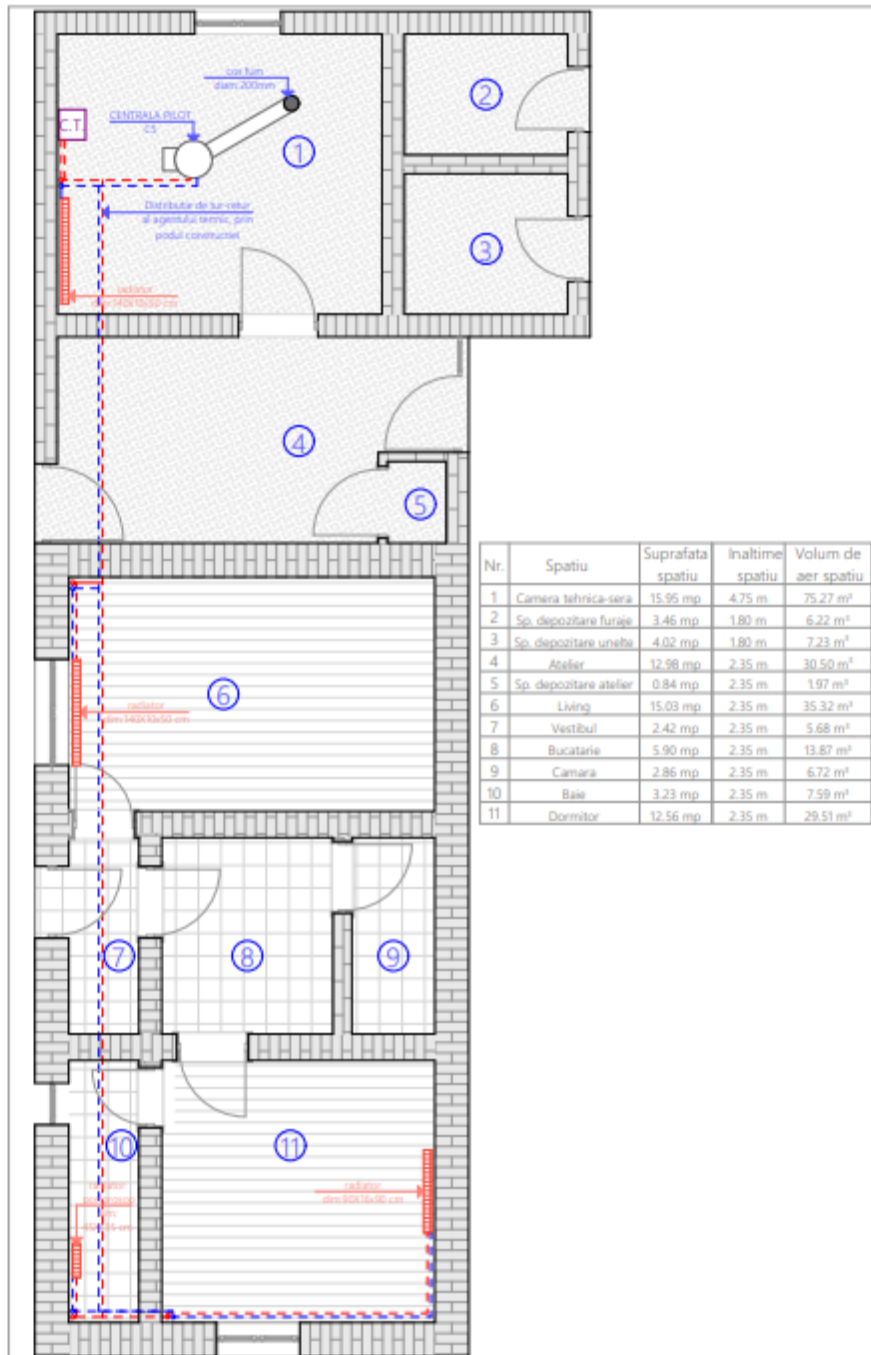 cos fum
diam:200mm
CENTRALA PILOT
C5
C.T.
1
2
3
Distributie de tur-retur
al agentului termic, prin
podul constructiei
radiator
dim:140X10x50 cm
4
5
Nr. Spatiu Suprafata spatiu Inaltime spatiu Volum de aer spatiu
1 Camera tehnica-sera 15.95 mp 4.75 m 75.27 m³
2 Sp. depozitare furaje 3.46 mp 1.80 m 6.22 m³
3 Sp. depozitare unelte 4.02 mp 1.80 m 7.23 m³
4 Atelier 12.98 mp 2.35 m 30.50 m³
5 Sp. depozitare atelier 0.84 mp 2.35 m 1.97 m³
6 Living 15.03 mp 2.35 m 35.32 m³
7 Vestibul 2.42 mp 2.35 m 5.68 m³
8 Bucatarie 5.90 mp 2.35 m 13.87 m³
9 Camara 2.86 mp 2.35 m 6.72 m³
10 Baie 3.23 mp 2.35 m 7.59 m³
11 Dormitor 12.56 mp 2.35 m 29.51 m³
6
radiator
dim:140X10x50 cm
7
8
9
10
11
radiator
radiator
dim:90X16x90 cm